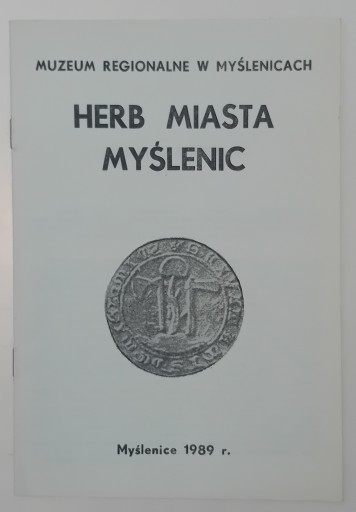 MUZEUM REGIONALNE W MYŚLENICACH
HERB MIASTA
MYŚLENIC
Myślenice 1989 r.